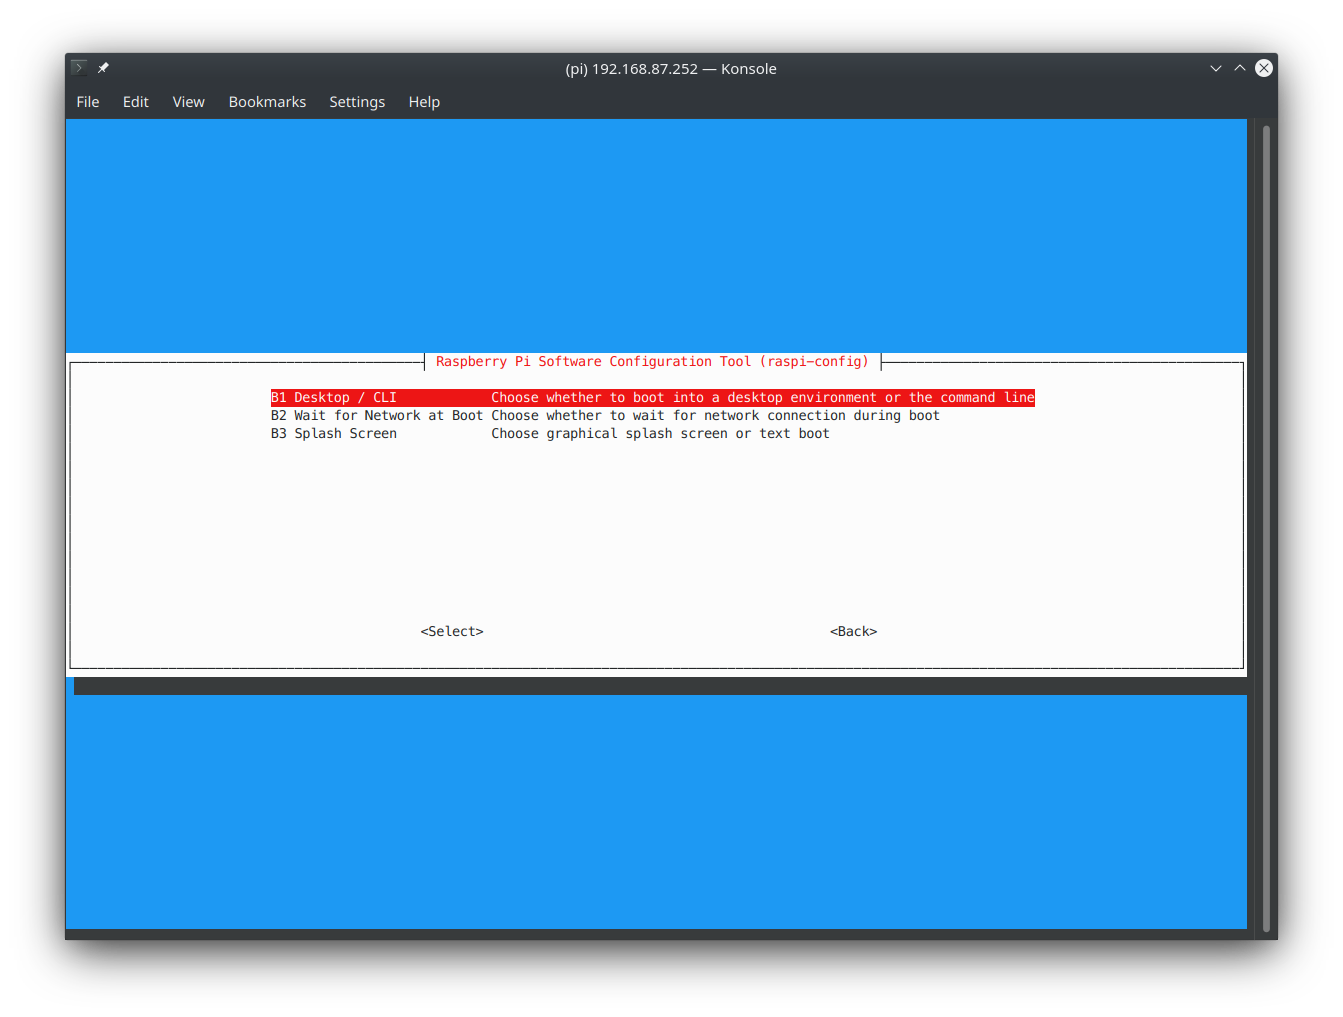 (pi) 192.168.87.252 — Konsole
File Edit View Bookmarks Settings Help
Raspberry Pi Software Configuration Tool (raspi-config)
B1 Desktop / CLI Choose whether to boot into a desktop environment or the command line
B2 Wait for Network at Boot Choose whether to wait for network connection during boot
B3 Splash Screen Choose graphical splash screen or text boot
<Select> <Back>